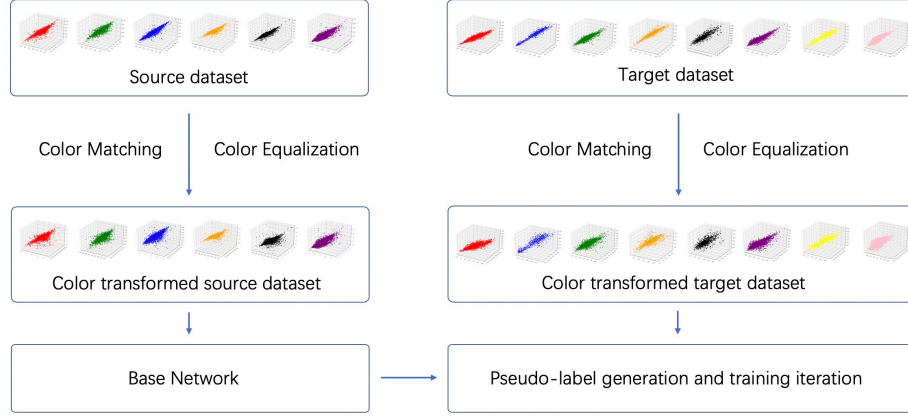 Source dataset
Target dataset
Color Matching
Color Equalization
Color Matching
Color Equalization
Color transformed source dataset
Color transformed target dataset
Base Network
Pseudo-label generation and training iteration